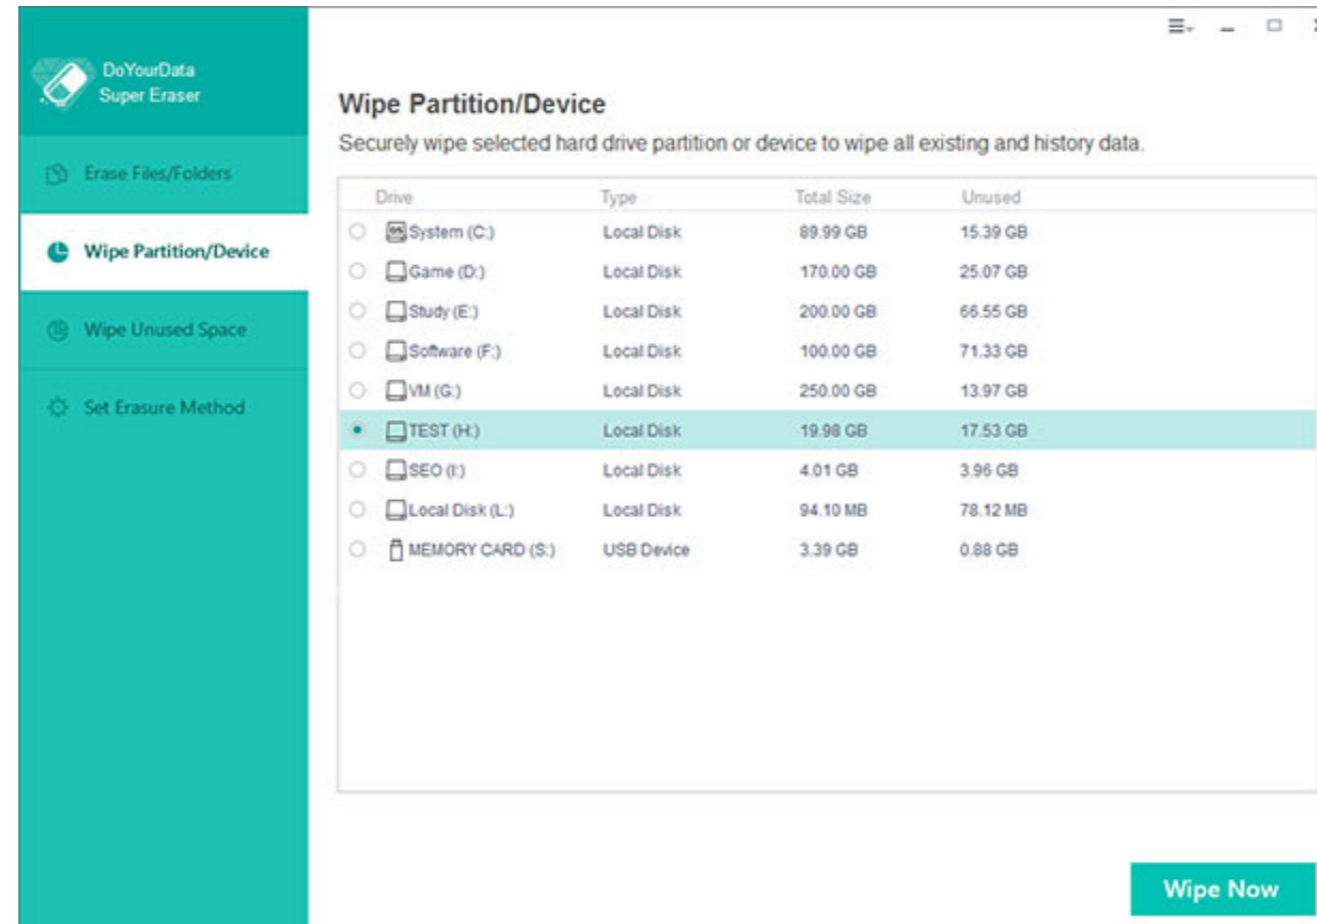 DoYourData
Super Eraser
Erase Files/Folders
Wipe Partition/Device
Wipe Unused Space
Set Erasure Method
Wipe Partition/Device
Securely wipe selected hard drive partition or device to wipe all existing and history data.
Drive Type Total Size Unused
System (C:) Local Disk 89.99 GB 15.39 GB
Game (D:) Local Disk 170.00 GB 25.07 GB
Study (E:) Local Disk 200.00 GB 66.55 GB
Software (F:) Local Disk 100.00 GB 71.33 GB
VM (G:) Local Disk 250.00 GB 13.97 GB
TEST (H:) Local Disk 19.98 GB 17.53 GB
SEO (I:) Local Disk 4.01 GB 3.96 GB
Local Disk (L:) Local Disk 94.10 MB 78.12 MB
MEMORY CARD (S:) USB Device 3.39 GB 0.88 GB
Wipe Now